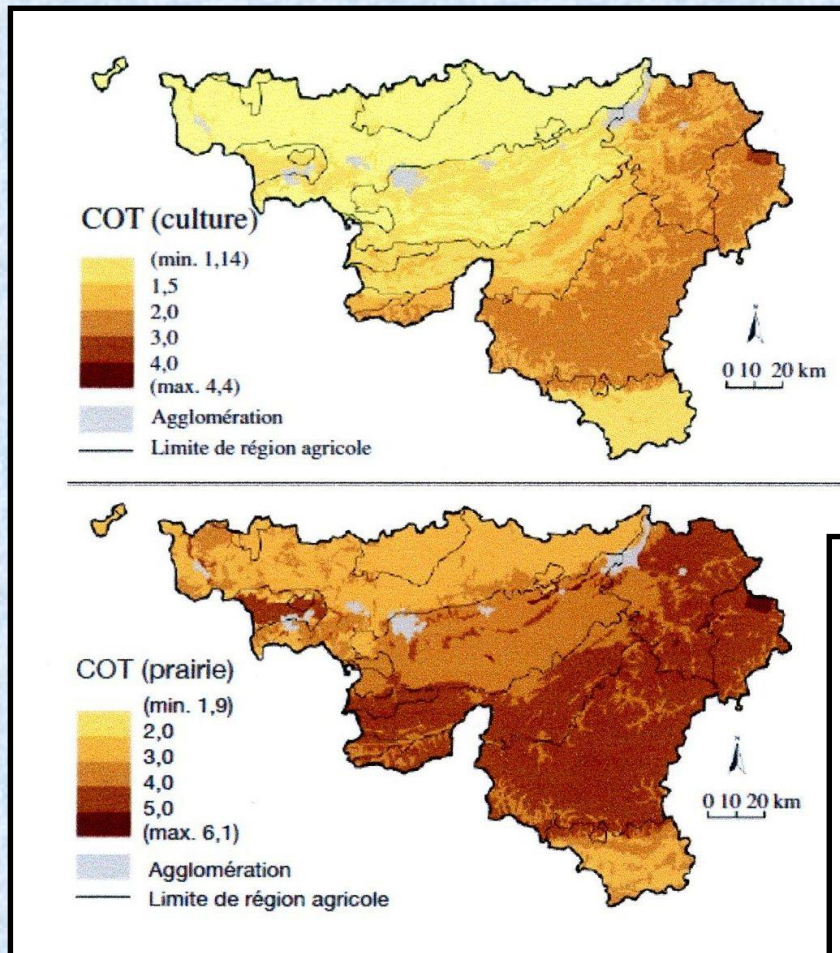 COT (culture)
(min. 1,14)
1,5
2,0
3,0
4,0
(max. 4,4)
Agglomération
Limite de région agricole
N
0 10 20 km
COT (prairie)
(min. 1,9)
2,0
3,0
4,0
5,0
(max. 6,1)
Agglomération
Limite de région agricole
N
0 10 20 km